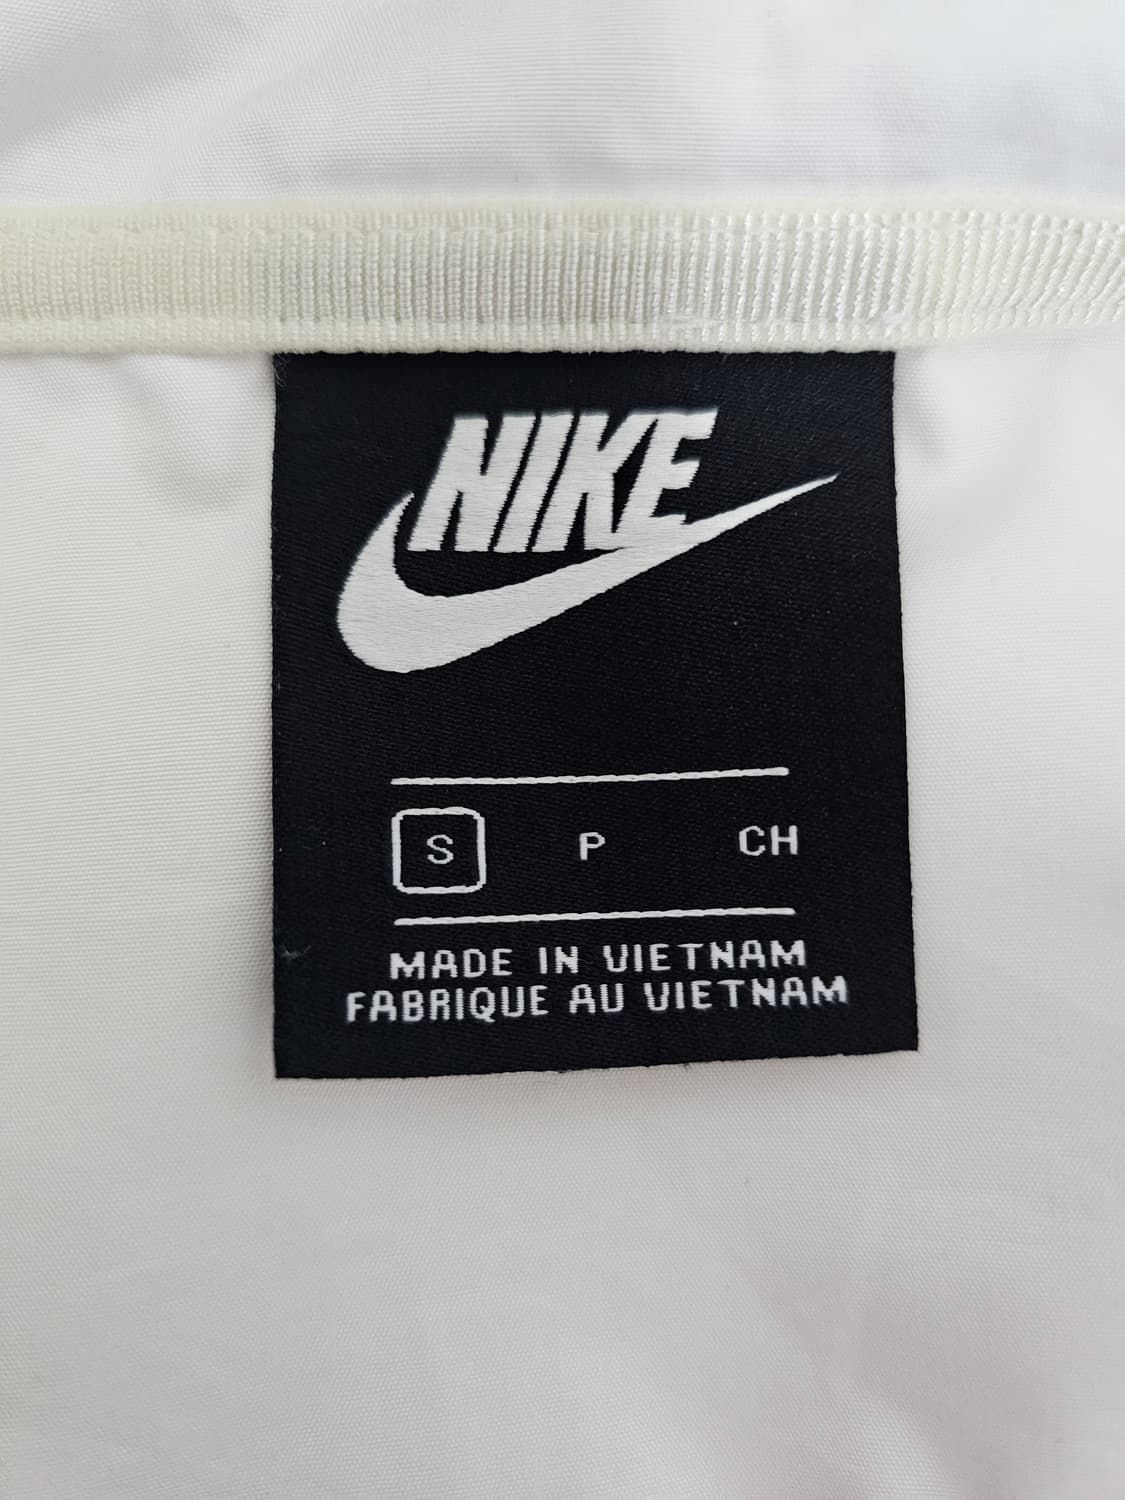 NIKE
S P CH
MADE IN VIETNAM
FABRIQUE AU VIETNAM